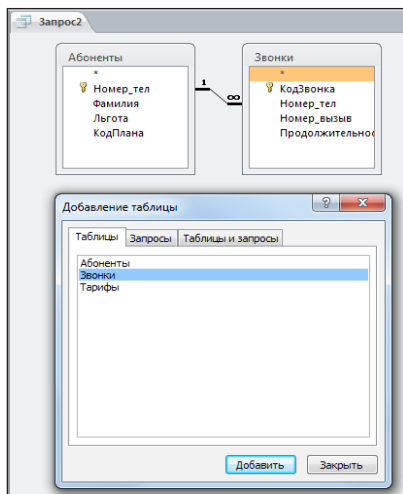 Запрос2
Абоненты
*
Номер_тел
Фамилия
Льгота
КодПлана
1
∞
Звонки
*
КодЗвонка
Номер_тел
Номер_вызыв
Продолжительнос
Добавление таблицы
?
Таблицы
Запросы
Таблицы и запросы
Абоненты
Звонки
Тарифы
Добавить
Закрыть